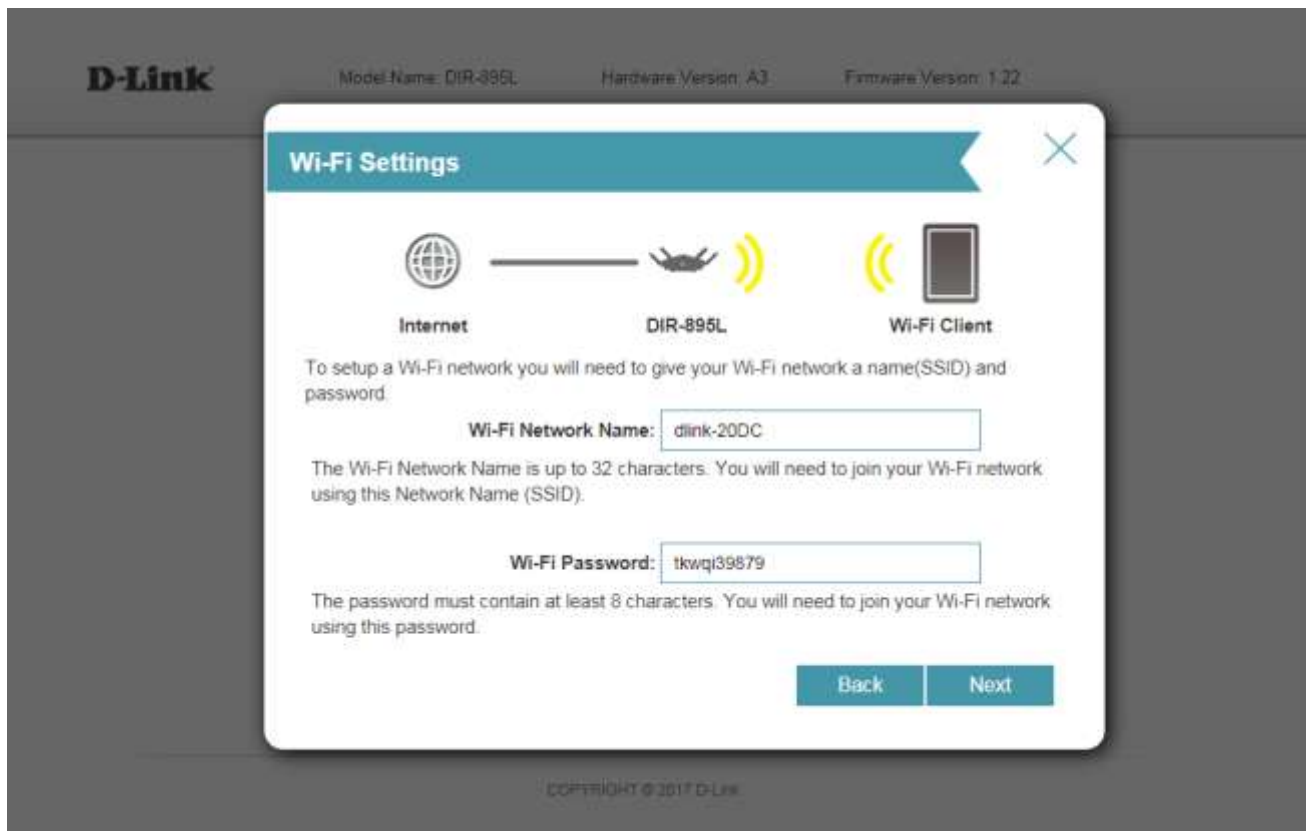 D-Link
Model Name: DIR-895L Hardware Version: A3 Firmware Version: 1.22
Wi-Fi Settings
Internet DIR-895L Wi-Fi Client
To setup a Wi-Fi network you will need to give your Wi-Fi network a name(SSID) and
password.
Wi-Fi Network Name: dlink-20DC
The Wi-Fi Network Name is up to 32 characters. You will need to join your Wi-Fi network
using this Network Name (SSID).
Wi-Fi Password: tkwqi39879
The password must contain at least 8 characters. You will need to join your Wi-Fi network
using this password.
Back Next
COPYRIGHT © 2017 D-Link